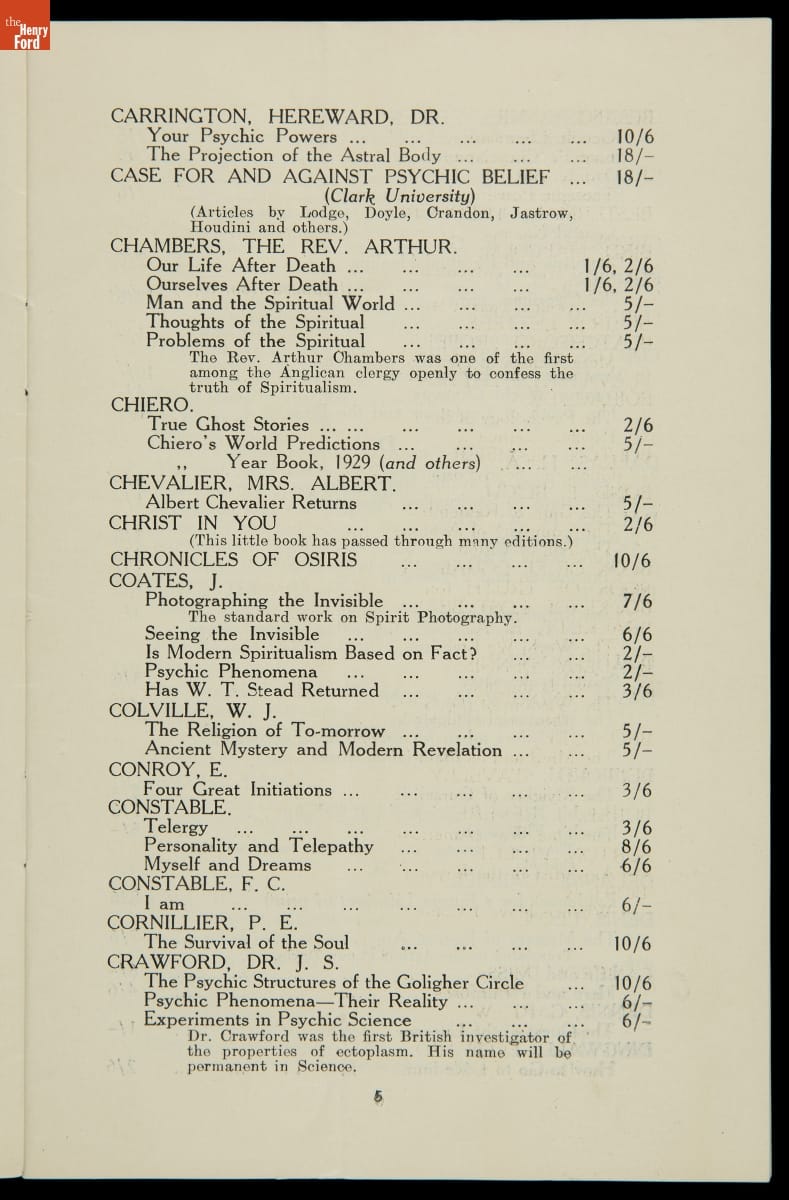 the
Henry
Ford
CARRINGTON, HEREWARD, DR.
Your Psychic Powers ... ... ... ... ... 10/6
The Projection of the Astral Body ... ... ... 18/-
CASE FOR AND AGAINST PSYCHIC BELIEF ... 18/-
(Clark University)
(Articles by Lodge, Doyle, Crandon, Jastrow,
Houdini and others.)
CHAMBERS, THE REV. ARTHUR.
Our Life After Death ... ... ... ... 1/6, 2/6
Ourselves After Death ... ... ... ... 1/6, 2/6
Man and the Spiritual World ... ... ... ... 5/-
Thoughts of the Spiritual ... ... ... ... 5/-
Problems of the Spiritual ... ... ... ... 5/-
The Rev. Arthur Chambers was one of the first
among the Anglican clergy openly to confess the
truth of Spiritualism.
CHIERO.
True Ghost Stories ... ... ... ... ... ... 2/6
Chiero's World Predictions ... ... ... ... 5/-
,, Year Book, 1929 (and others) ... ...
CHEVALIER, MRS. ALBERT.
Albert Chevalier Returns ... ... ... ... 5/-
CHRIST IN YOU ... ... ... ... ... 2/6
(This little book has passed through many editions.)
CHRONICLES OF OSIRIS ... ... ... ... 10/6
COATES, J.
Photographing the Invisible ... ... ... ... 7/6
The standard work on Spirit Photography.
Seeing the Invisible ... ... ... ... ... 6/6
Is Modern Spiritualism Based on Fact? ... ... 2/-
Psychic Phenomena ... ... ... ... ... 2/-
Has W. T. Stead Returned ... ... ... ... 3/6
COLVILLE, W. J.
The Religion of To-morrow ... ... ... ... 5/-
Ancient Mystery and Modern Revelation ... ... 5/-
CONROY, E.
Four Great Initiations ... ... ... ... ... 3/6
CONSTABLE.
Telergy ... ... ... ... ... ... ... 3/6
Personality and Telepathy ... ... ... ... 8/6
Myself and Dreams ... ... ... ... ... 6/6
CONSTABLE, F. C.
I am ... ... ... ... ... ... ... 6/-
CORNILLIER, P. E.
The Survival of the Soul ... ... ... ... 10/6
CRAWFORD, DR. J. S.
The Psychic Structures of the Goligher Circle ... 10/6
Psychic Phenomena—Their Reality ... ... ... 6/-
Experiments in Psychic Science ... ... ... 6/-
Dr. Crawford was the first British investigator of
the properties of ectoplasm. His name will be
permanent in Science.
5